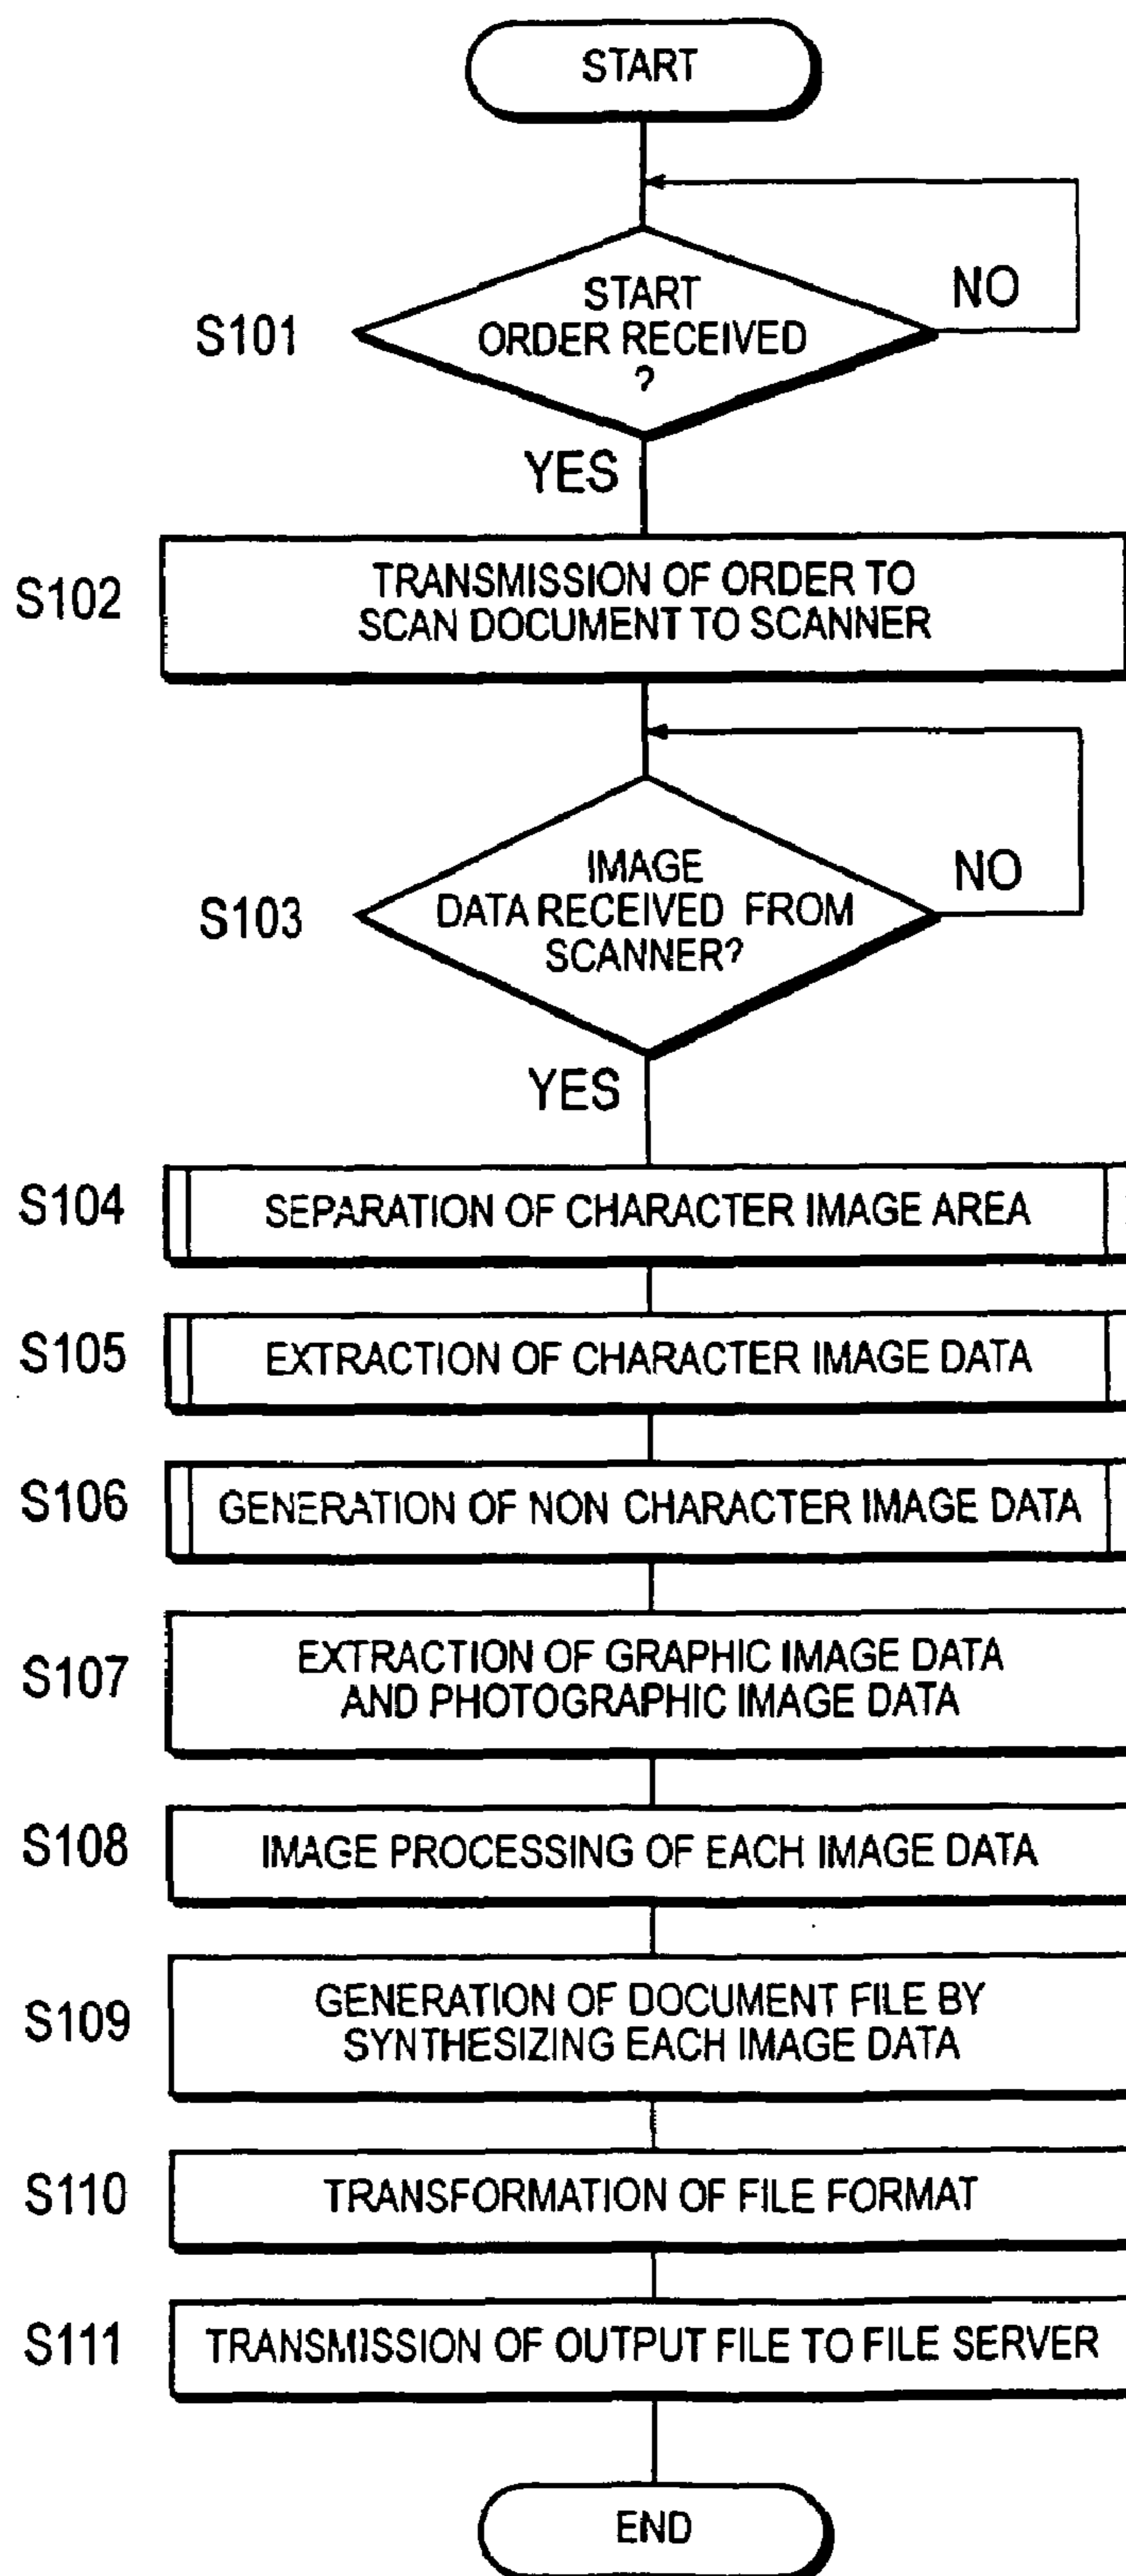 START
S101
START
ORDER RECEIVED
?
NO
YES
S102
TRANSMISSION OF ORDER TO
SCAN DOCUMENT TO SCANNER
S103
IMAGE
DATA RECEIVED FROM
SCANNER?
NO
YES
S104
SEPARATION OF CHARACTER IMAGE AREA
S105
EXTRACTION OF CHARACTER IMAGE DATA
S106
GENERATION OF NON CHARACTER IMAGE DATA
S107
EXTRACTION OF GRAPHIC IMAGE DATA
AND PHOTOGRAPHIC IMAGE DATA
S108
IMAGE PROCESSING OF EACH IMAGE DATA
S109
GENERATION OF DOCUMENT FILE BY
SYNTHESIZING EACH IMAGE DATA
S110
TRANSFORMATION OF FILE FORMAT
S111
TRANSMISSION OF OUTPUT FILE TO FILE SERVER
END